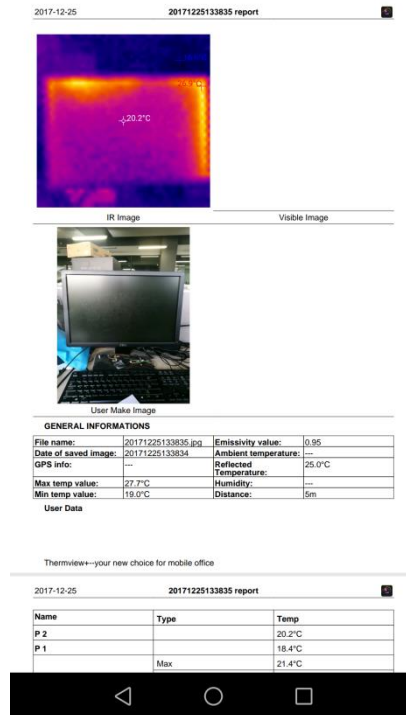 2017-12-25 20171225133835 report
20.2°C
IR Image Visible Image
User Make Image
GENERAL INFORMATIONS
File name: 20171225133835.jpg Emissivity value: 0.95
Date of saved image: 20171225133834 Ambient temperature: ---
GPS info: --- Reflected Temperature: 25.0°C
Max temp value: 27.7°C Humidity: ---
Min temp value: 19.0°C Distance: 5m
User Data
Thermview+--your new choice for mobile office
2017-12-25 20171225133835 report
Name Type Temp
P 2 20.2°C
P 1 18.4°C
Max 21.4°C